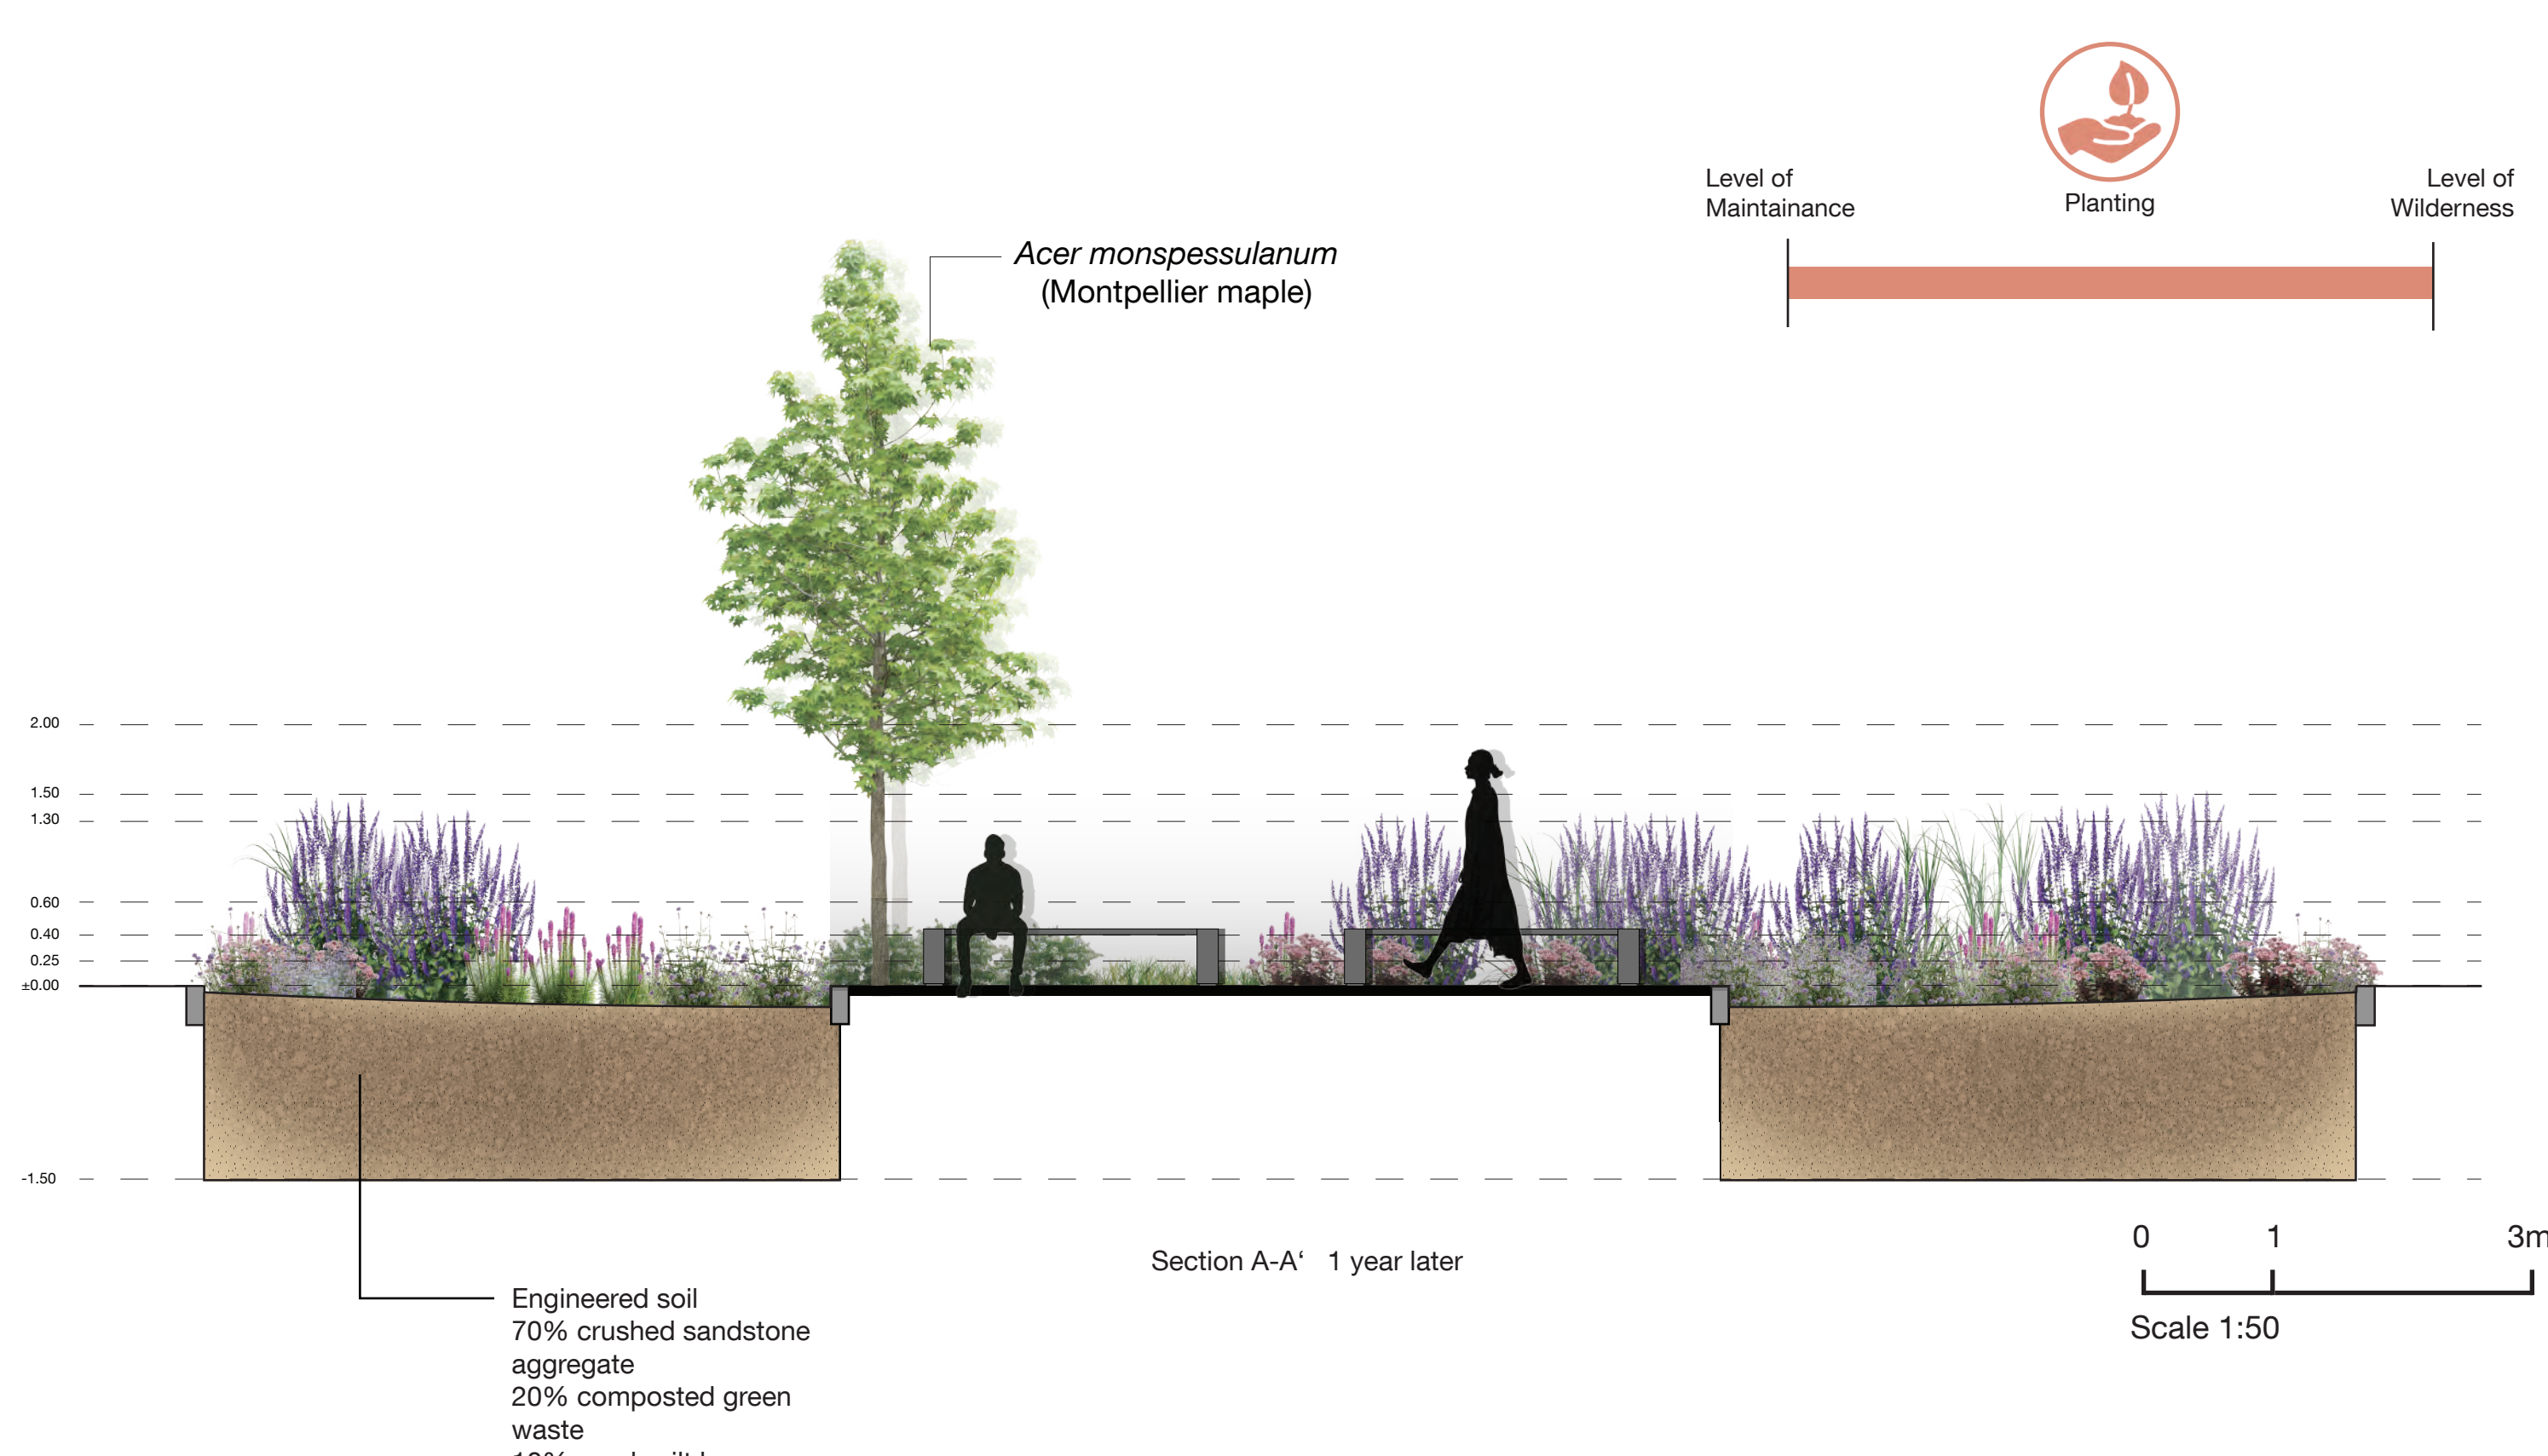 Level of
Maintainance
Planting
Level of
Wilderness
Acer monspessulanum
(Montpellier maple)
2.00
1.50
1.30
0.60
0.40
0.25
±0.00
-1.50
0 1 3m
Scale 1:50
Section A-A‘ 1 year later
Engineered soil
70% crushed sandstone
aggregate
20% composted green
waste